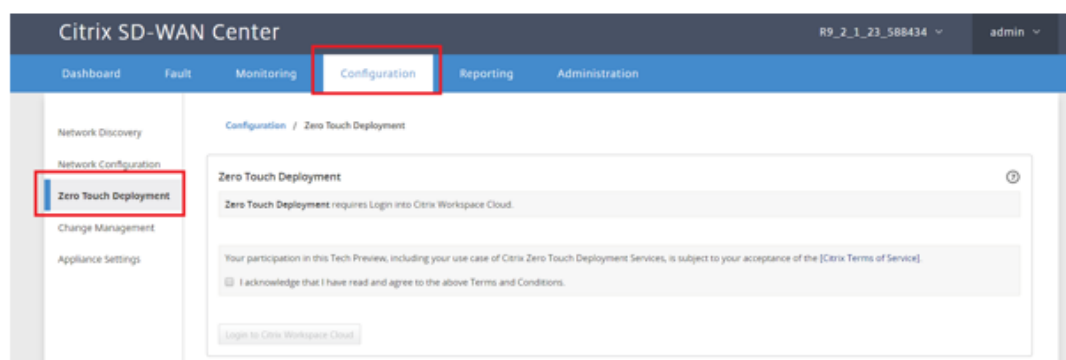 Citrix SD-WAN Center
R9_2_1_23_588434
admin
Dashboard
Fault
Monitoring
Configuration
Reporting
Administration
Network Discovery
Network Configuration
Zero Touch Deployment
Change Management
Appliance Settings
Configuration / Zero Touch Deployment
Zero Touch Deployment
Zero Touch Deployment requires Login into Citrix Workspace Cloud.
Your participation in this Tech Preview, including your use case of Citrix Zero Touch Deployment Services, is subject to your acceptance of the [Citrix Terms of Service].
I acknowledge that I have read and agree to the above Terms and Conditions.
Login to Citrix Workspace Cloud